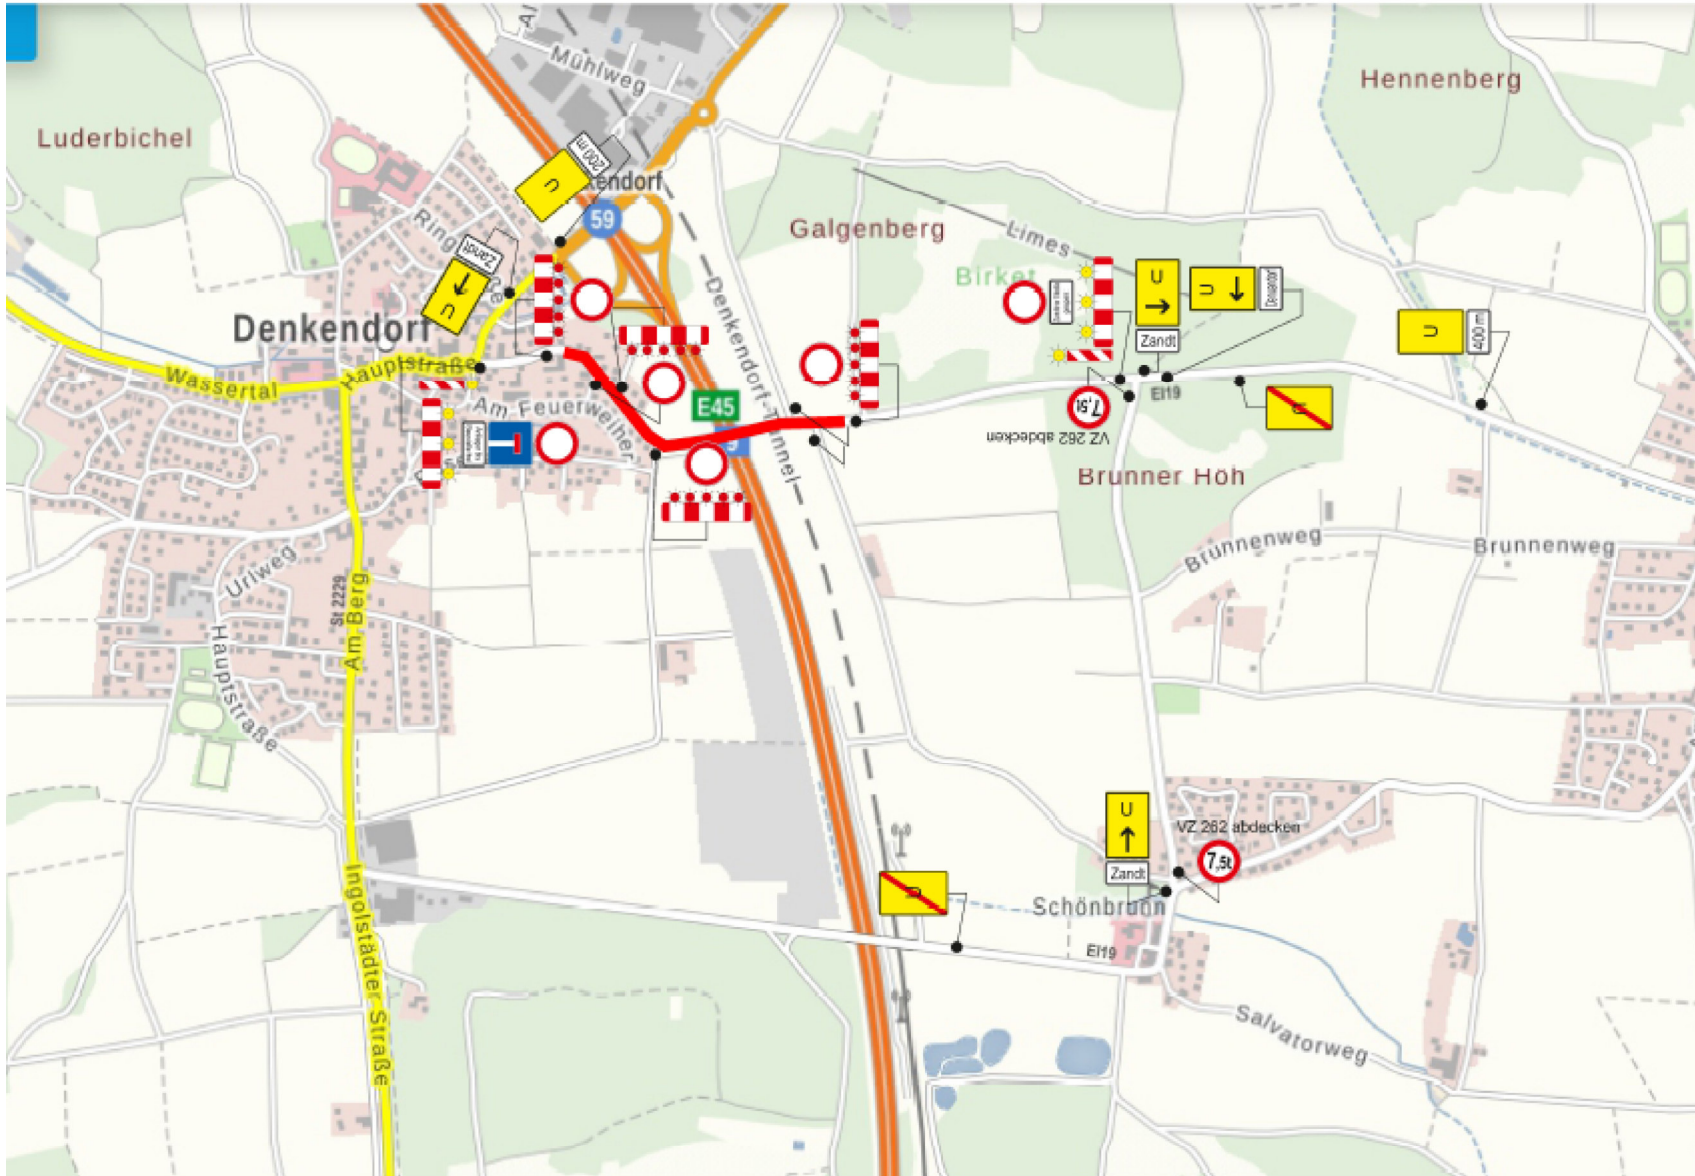 Mühlweg
Hennenberg
Luderbichel
200 m
U
kendorf
59
Ring
Zandt
U
Galgenberg
Limes
Birket
Denkendorf-Tunnel
U
U
Denkendorf
U
400 m
Zandt
Denkendorf
Hauptstraße
Wassertal
E45
EI19
7,5t
VZ 262 abdecken
U
Am Feuerweiher
Brunner Höh
Brunnenweg
Brunnenweg
Uriweg
St 2229
Am Berg
Hauptstraße
U
Zandt
VZ 262 abdecken
7,5t
U
Schönbrunn
EI19
Ingolstädter Straße
Salvatorweg